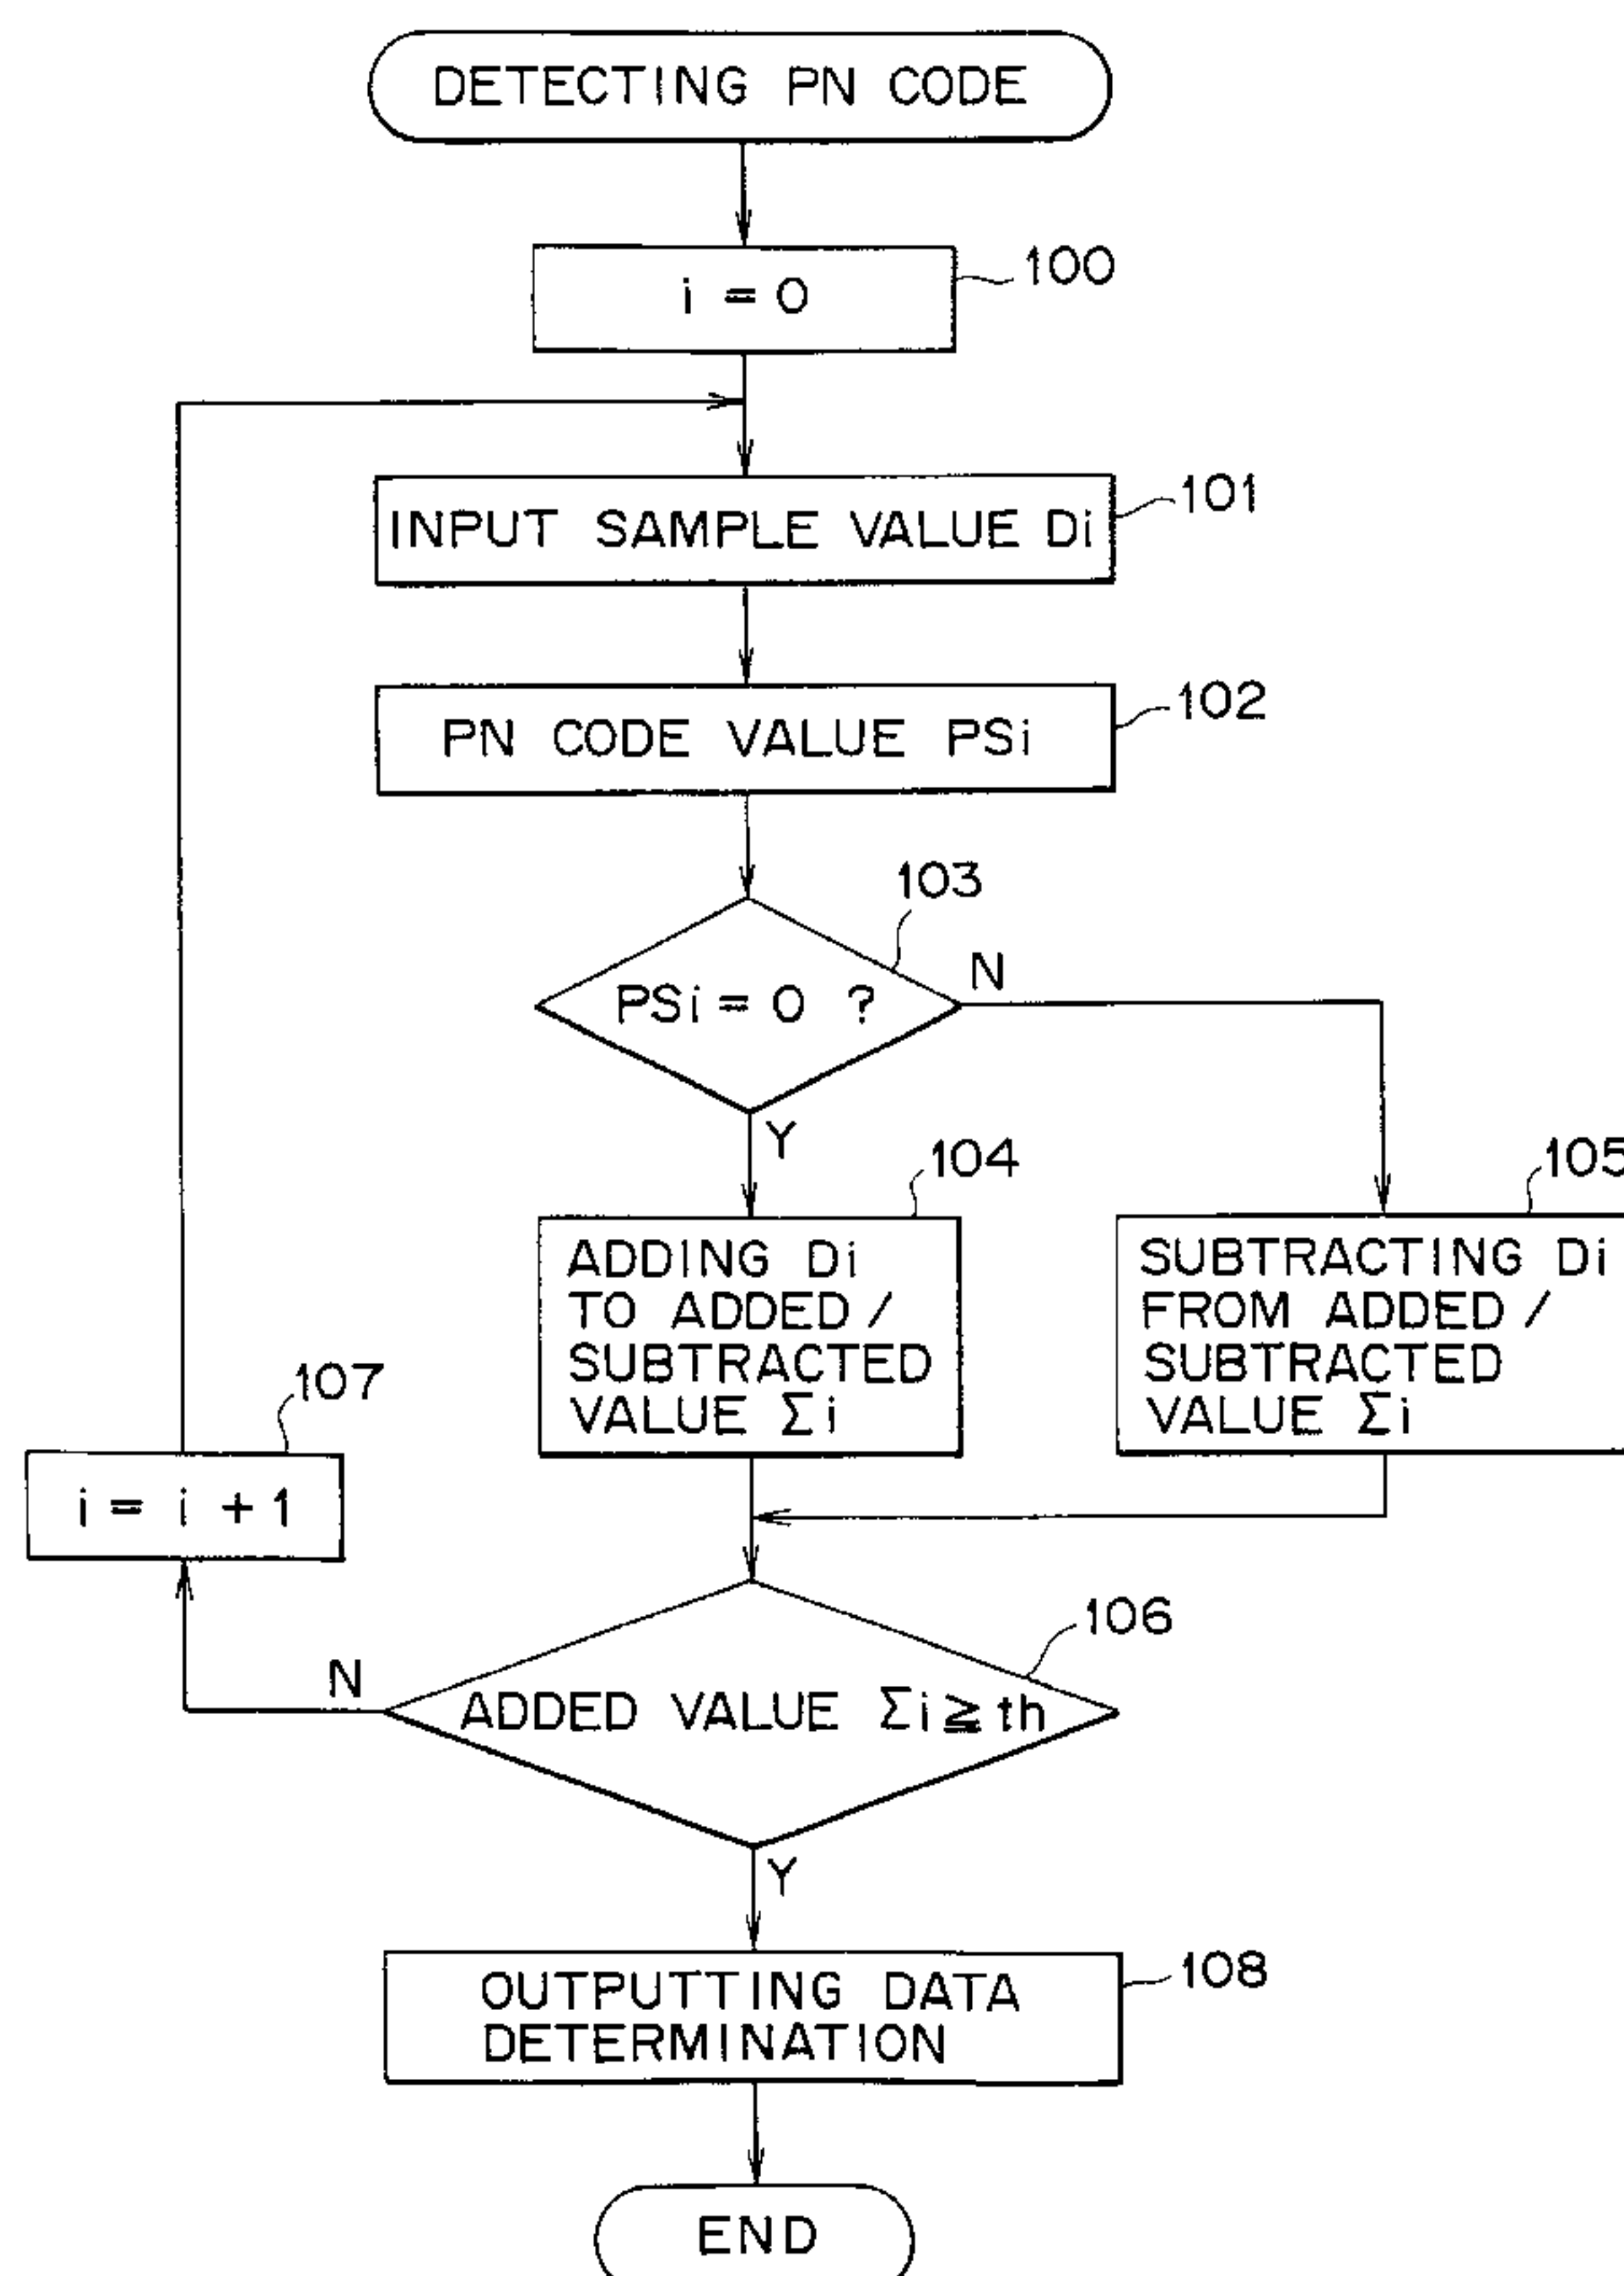 DETECTING PN CODE
i = 0
100
INPUT SAMPLE VALUE Di
101
PN CODE VALUE PSi
102
103
PSi = 0 ?
N
Y
104
ADDING Di
TO ADDED /
SUBTRACTED
VALUE Σi
105
SUBTRACTING Di
FROM ADDED /
SUBTRACTED
VALUE Σi
107
i = i + 1
106
ADDED VALUE Σi ≧ th
N
Y
OUTPUTTING DATA
DETERMINATION
108
END